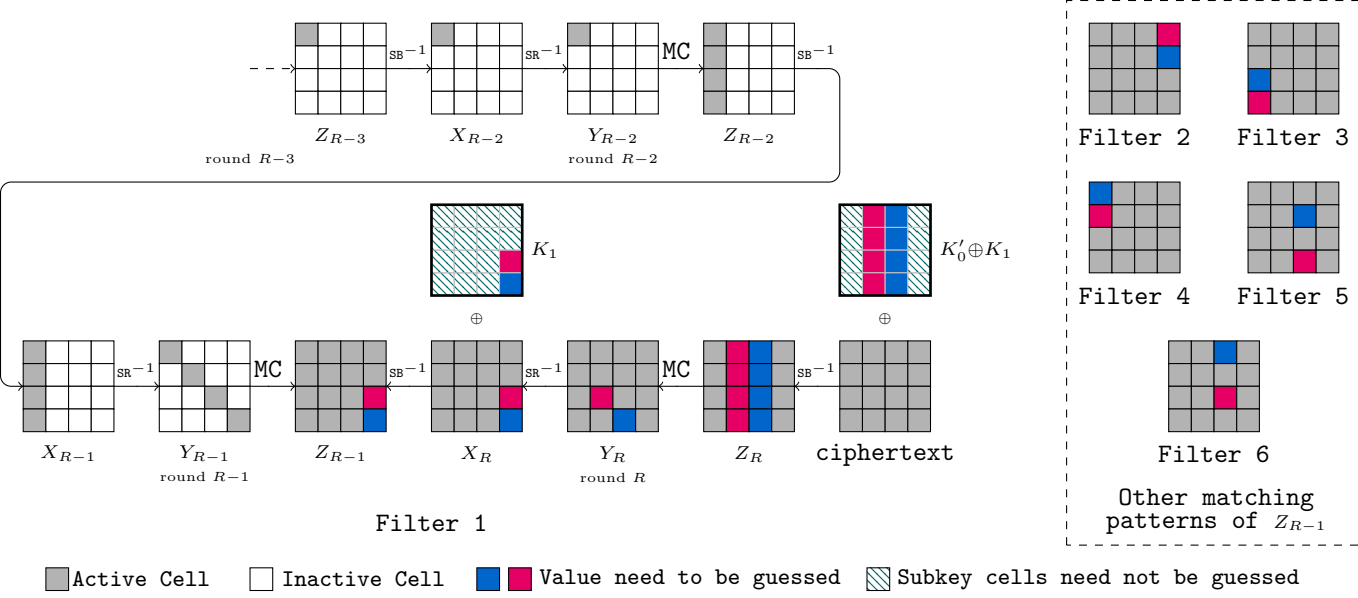 SB⁻¹ SR⁻¹ MC SB⁻¹
Z_{R−3} X_{R−2} Y_{R−2} Z_{R−2}
round R−3 round R−2
K_1 K′_0⊕K_1
⊕ ⊕
SR⁻¹ MC SB⁻¹ SR⁻¹ MC SB⁻¹
X_{R−1} Y_{R−1} Z_{R−1} X_R Y_R Z_R ciphertext
round R−1 round R
Filter 1
Filter 2 Filter 3
Filter 4 Filter 5
Filter 6
Other matching
patterns of Z_{R−1}
Active Cell Inactive Cell Value need to be guessed Subkey cells need not be guessed